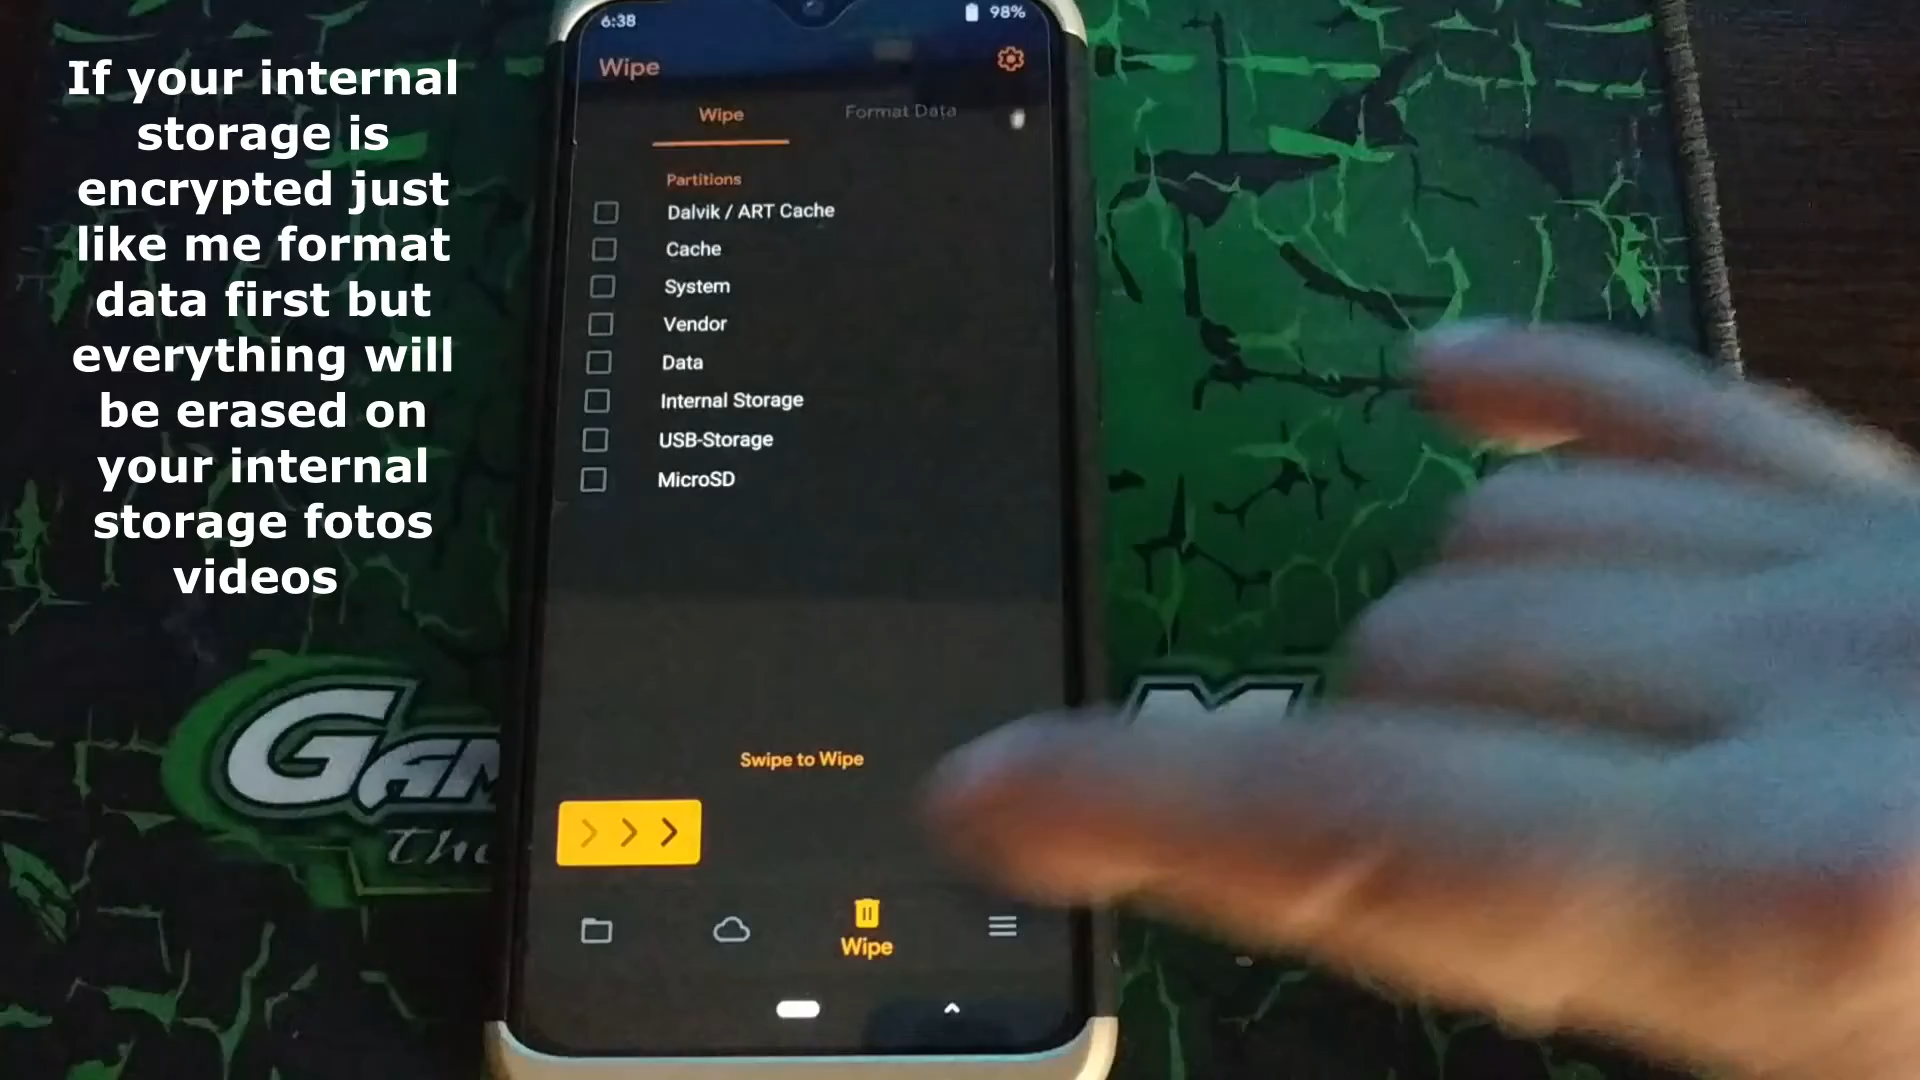 If your internal
storage is
encrypted just
like me format
data first but
everything will
be erased on
your internal
storage fotos
videos
6:38
98%
Wipe
Wipe
Format Data
Partitions
Dalvik / ART Cache
Cache
System
Vendor
Data
Internal Storage
USB-Storage
MicroSD
Swipe to Wipe
Wipe